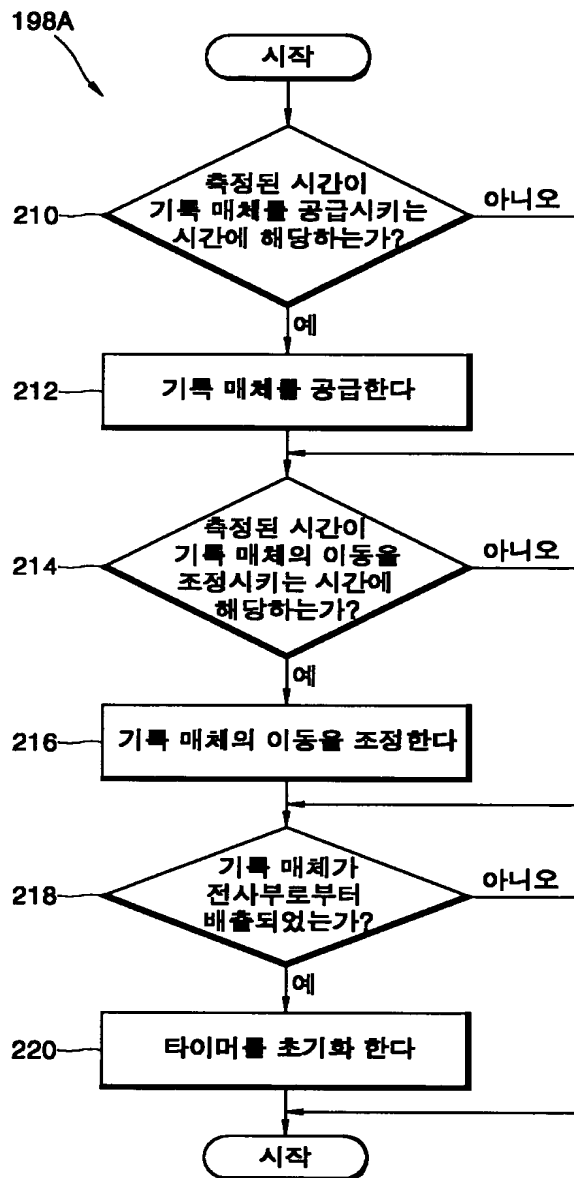 198A
시작
210
측정된 시간이
기록 매체를 공급시키는
시간에 해당하는가?
아니오
예
212
기록 매체를 공급한다
214
측정된 시간이
기록 매체의 이동을
조정시키는 시간에
해당하는가?
아니오
예
216
기록 매체의 이동을 조정한다
218
기록 매체가
전사부로부터
배출되었는가?
아니오
예
220
타이머를 초기화 한다
시작